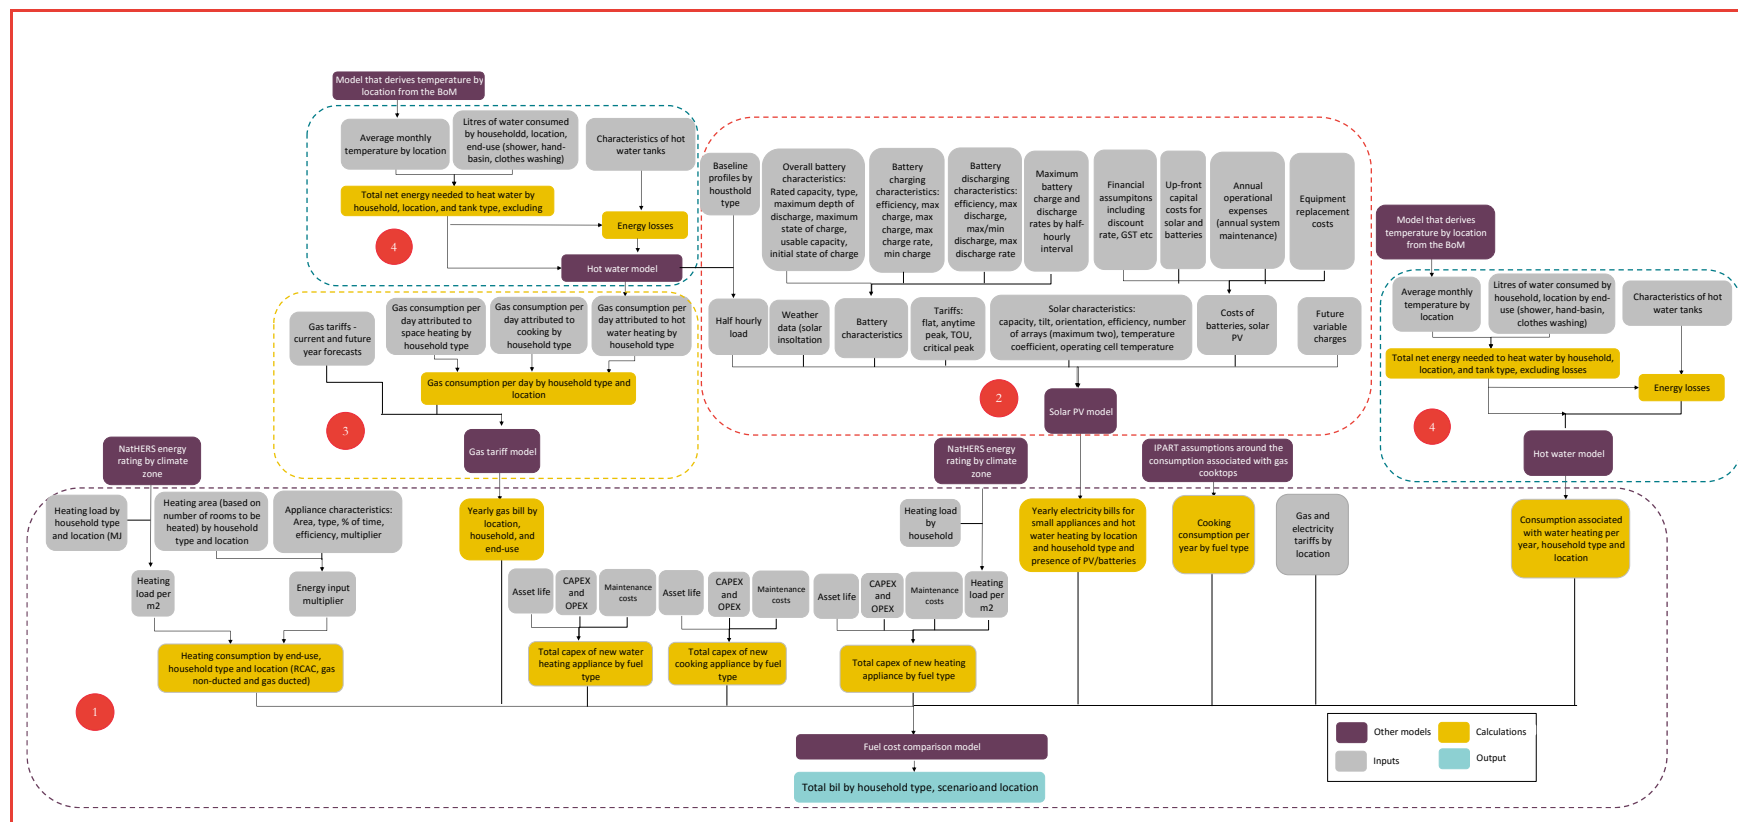 Model that derives temperature by
location from the BoM
Average monthly
temperature by location
Litres of water consumed
by householdd, location,
end-use (shower, hand-
basin, clothes washing)
Characteristics of hot
water tanks
Total net energy needed to heat water by
household, location, and tank type, excluding
Energy losses
4
Hot water model
Gas tariffs -
current and future
year forecasts
Gas consumption per
day attributed to
space heating by
household type
Gas consumption per
day attributed to
cooking by
household type
Gas consumption per
day attributed to hot
water heating by
household type
Gas consumption per day by household type and
location
3
Gas tariff model
Baseline
profiles by
housthold
type
Overall battery
characteristics:
Rated capacity, type,
maximum depth of
discharge, maximum
state of charge,
usable capacity,
initial state of charge
Battery
charging
characteristics:
efficiency, max
charge, max
charge rate,
min charge
Battery
discharging
characteristics:
efficiency, max
discharge,
max/min
discharge, max
discharge rate
Maximum
battery
charge and
discharge
rates by half-
hourly
interval
Financial
assumpitons
including
discount
rate, GST etc
Up-front
capital
costs for
solar and
batteries
Annual
operational
expenses
(annual system
maintenance)
Equipment
replacement
costs
Half hourly
load
Weather
data (solar
insoltation)
Battery
characteristics
Tariffs:
flat, anytime
peak, TOU,
critical peak
Solar characteristics:
capacity, tilt, orientation, efficiency, number
of arrays (maximum two), temperature
coefficient, operating cell temperature
Costs of
batteries, solar
PV
Future
variable
charges
2
Solar PV model
Model that derives
temperature by location
from the BoM
Average monthly
temperature by
location
Litres of water consumed by
household, location by end-
use (shower, hand-basin,
clothes washing)
Characteristics of hot
water tanks
Total net energy needed to heat water by household,
location, and tank type, excluding losses
Energy losses
4
Hot water model
NatHERS energy
rating by climate
zone
Heating load by
household type
and location (MJ
Heating area (based on
number of rooms to be
heated) by household
type and location
Appliance characteristics:
Area, type, % of time,
efficiency, multiplier
Heating
load per
m2
Energy input
multiplier
Heating consumption by end-use,
household type and location (RCAC, gas
non-ducted and gas ducted)
1
Yearly gas bill by
location,
household, and
end-use
Asset life
CAPEX
and
OPEX
Maintenance
costs
Total capex of new water
heating appliance by fuel
type
Asset life
CAPEX
and
OPEX
Maintenance
costs
Total capex of new
cooking appliance by fuel
type
NatHERS energy
rating by climate
zone
Heating load
by
household
Asset life
CAPEX
and
OPEX
Maintenance
costs
Heating
load per
m2
Total capex of new heating
appliance by fuel type
Yearly electricity bills for
small appliances and hot
water heating by location
and household type and
presence of PV/batteries
IPART assumptions around the
consumption associated with gas
cooktops
Cooking
consumption per
year by fuel type
Gas and
electricity
tariffs by
location
Consumption associated
with water heating per
year, household type and
location
Fuel cost comparison model
Total bil by household type, scenario and location
Other models
Calculations
Inputs
Output